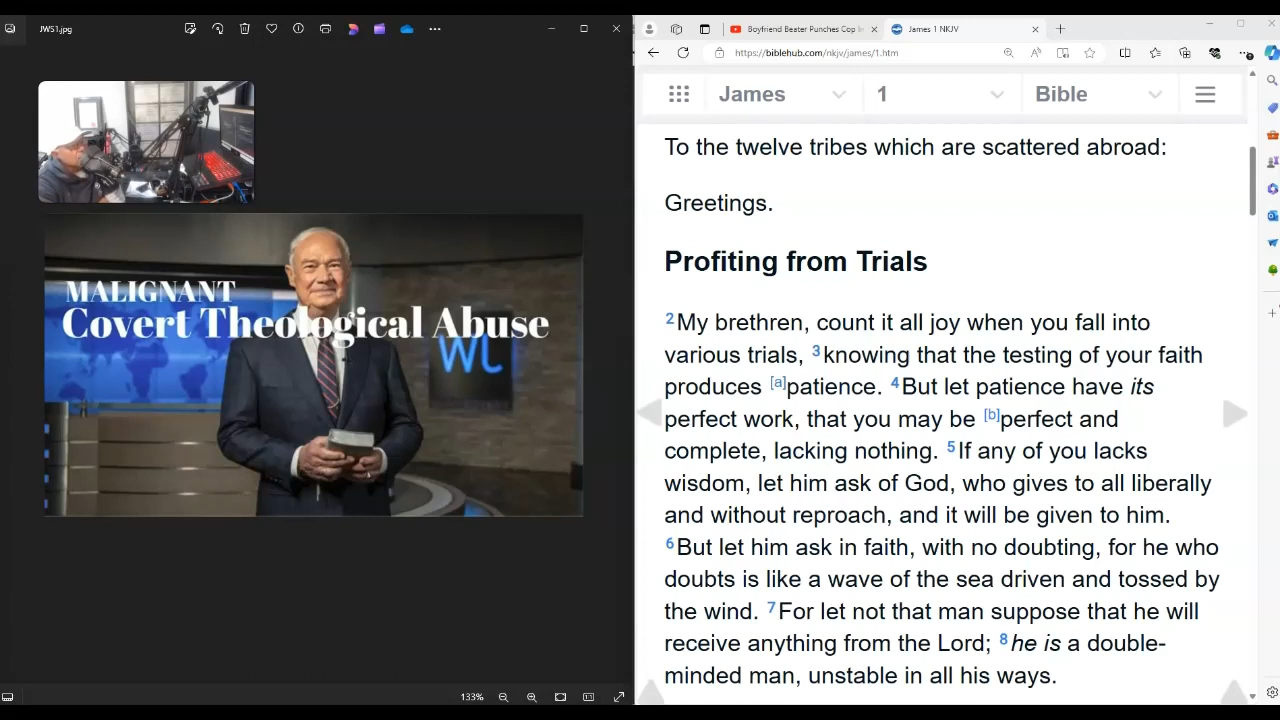 JWS1.jpg
MALIGNANT
Covert Theological Abuse
WL
133%
Boyfriend Beater Punches Cop In
James 1 NKJV
https://biblehub.com/nkjv/james/1.htm
James
1
Bible
To the twelve tribes which are scattered abroad:
Greetings.
Profiting from Trials
2My brethren, count it all joy when you fall into
various trials, 3knowing that the testing of your faith
produces [a]patience. 4But let patience have its
perfect work, that you may be [b]perfect and
complete, lacking nothing. 5If any of you lacks
wisdom, let him ask of God, who gives to all liberally
and without reproach, and it will be given to him.
6But let him ask in faith, with no doubting, for he who
doubts is like a wave of the sea driven and tossed by
the wind. 7For let not that man suppose that he will
receive anything from the Lord; 8he is a double-
minded man, unstable in all his ways.